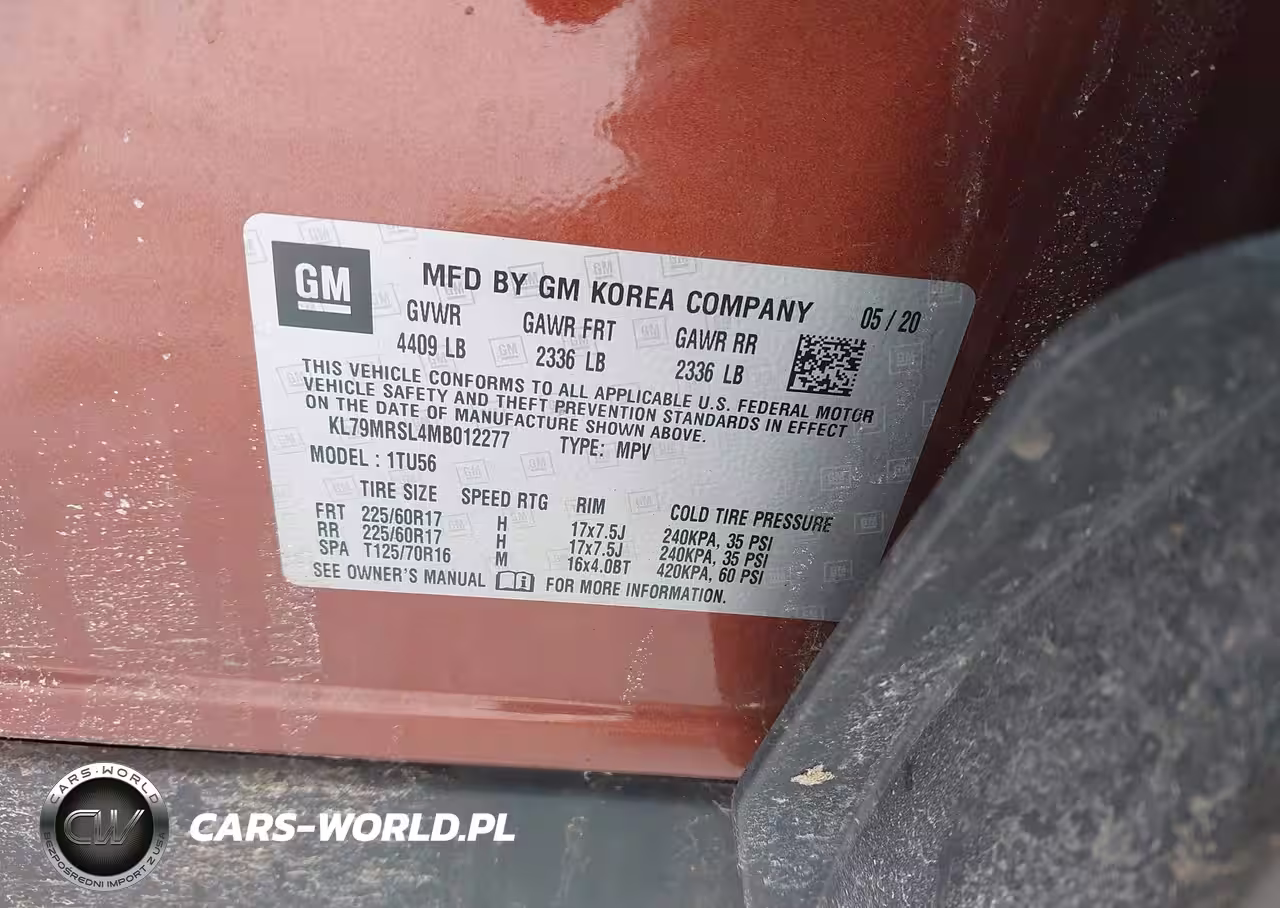 GM
MFD BY GM KOREA COMPANY 05 / 20
GVWR GAWR FRT GAWR RR
4409 LB 2336 LB 2336 LB
THIS VEHICLE CONFORMS TO ALL APPLICABLE U.S. FEDERAL MOTOR
VEHICLE SAFETY AND THEFT PREVENTION STANDARDS IN EFFECT
ON THE DATE OF MANUFACTURE SHOWN ABOVE.
KL79MRSL4MB012277 TYPE: MPV
MODEL : 1TU56
TIRE SIZE SPEED RTG RIM COLD TIRE PRESSURE
FRT 225/60R17 H 17x7.5J 240KPA, 35 PSI
RR 225/60R17 H 17x7.5J 240KPA, 35 PSI
SPA T125/70R16 M 16x4.0BT 420KPA, 60 PSI
SEE OWNER'S MANUAL FOR MORE INFORMATION.
CARS-WORLD
CW
BEZPOŚREDNI IMPORT Z USA
CARS-WORLD.PL